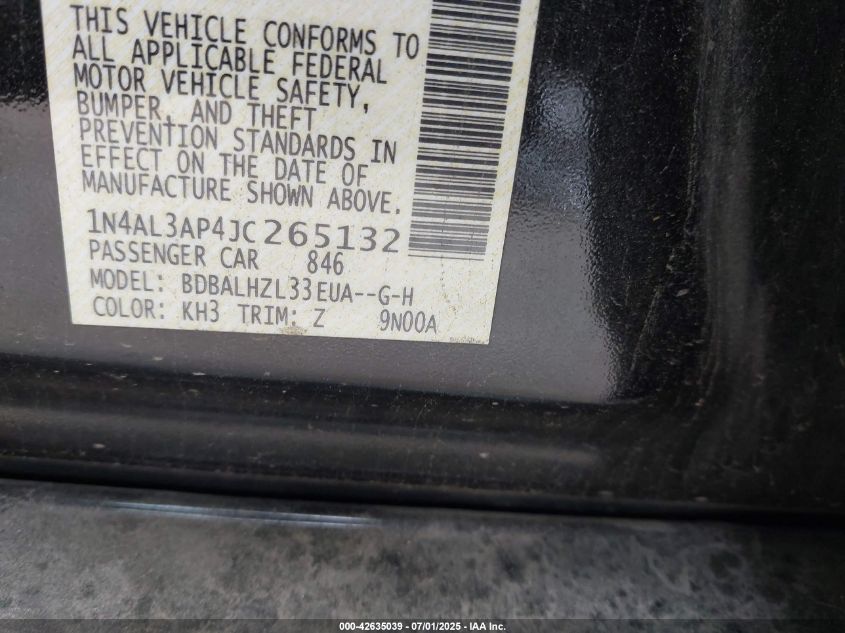 THIS VEHICLE CONFORMS TO
ALL APPLICABLE FEDERAL
MOTOR VEHICLE SAFETY,
BUMPER, AND THEFT
PREVENTION STANDARDS IN
EFFECT ON THE DATE OF
MANUFACTURE SHOWN ABOVE.
1N4AL3AP4JC265132
PASSENGER CAR 846
MODEL: BDBALHZL33EUA--G-H
COLOR: KH3 TRIM: Z 9N00A
000-42635039 - 07/01/2025 - IAA Inc.